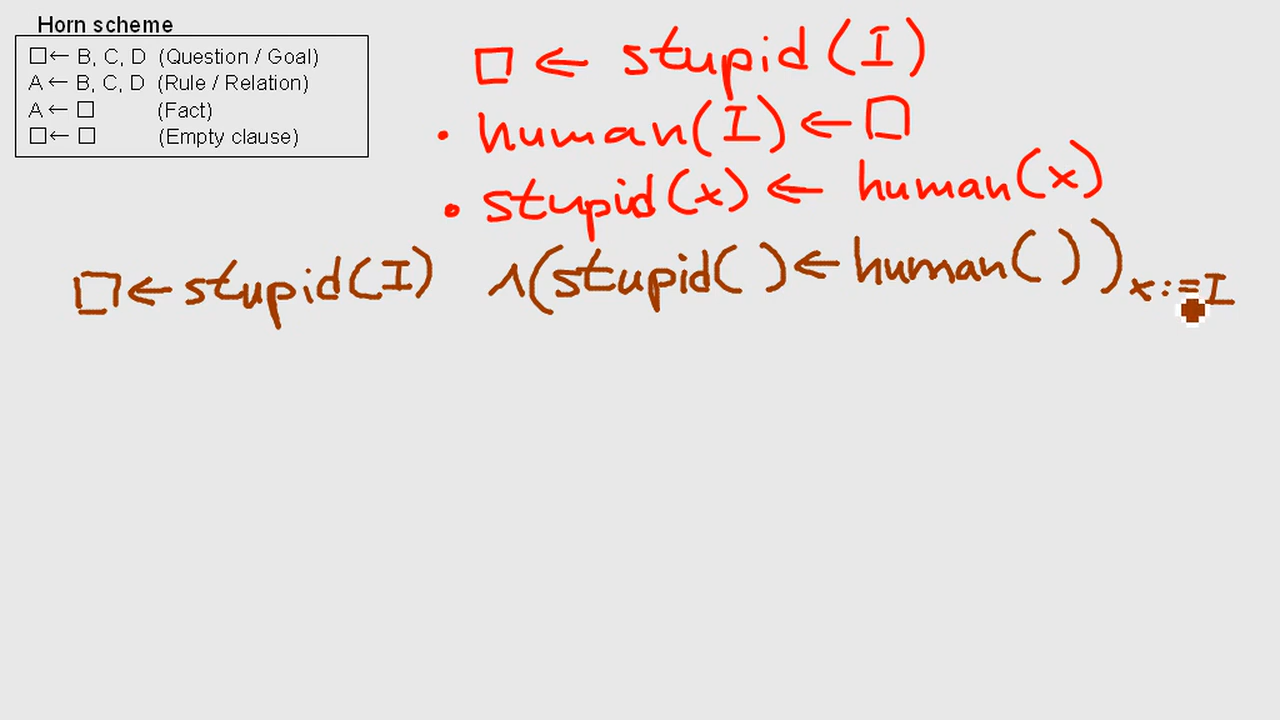 Horn scheme
□← B, C, D (Question / Goal)
A ← B, C, D (Rule / Relation)
A ← □ (Fact)
□← □ (Empty clause)
□ ← stupid(I)
• human(I) ← □
• stupid(x) ← human(x)
□ ← stupid(I) ∧(stupid( ) ← human( ))x:=I